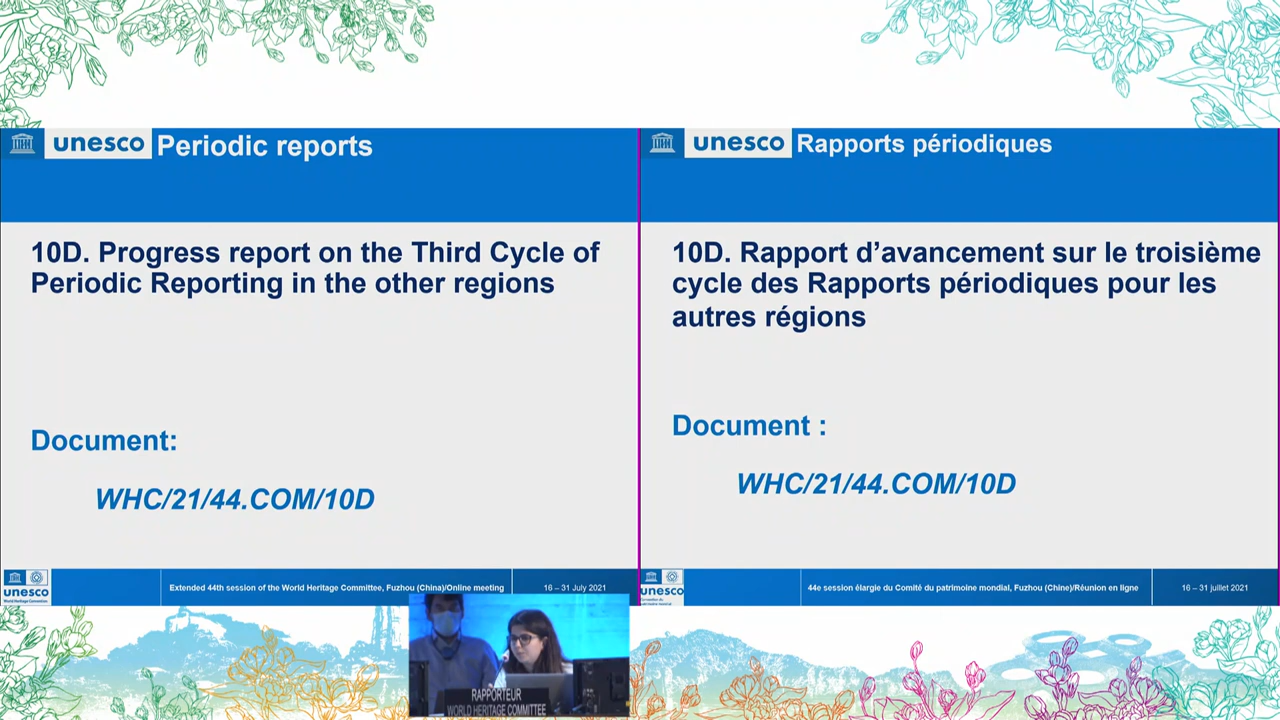 unesco Periodic reports
10D. Progress report on the Third Cycle of
Periodic Reporting in the other regions
Document:
WHC/21/44.COM/10D
unesco
World Heritage Committee
Extended 44th session of the World Heritage Committee, Fuzhou (China)/Online meeting
16 – 31 July 2021
unesco Rapports périodiques
10D. Rapport d’avancement sur le troisième
cycle des Rapports périodiques pour les
autres régions
Document :
WHC/21/44.COM/10D
unesco
44e session élargie du Comité du patrimoine mondial, Fuzhou (Chine)/Réunion en ligne
16 – 31 juillet 2021
RAPPORTEUR
WORLD HERITAGE COMMITTEE